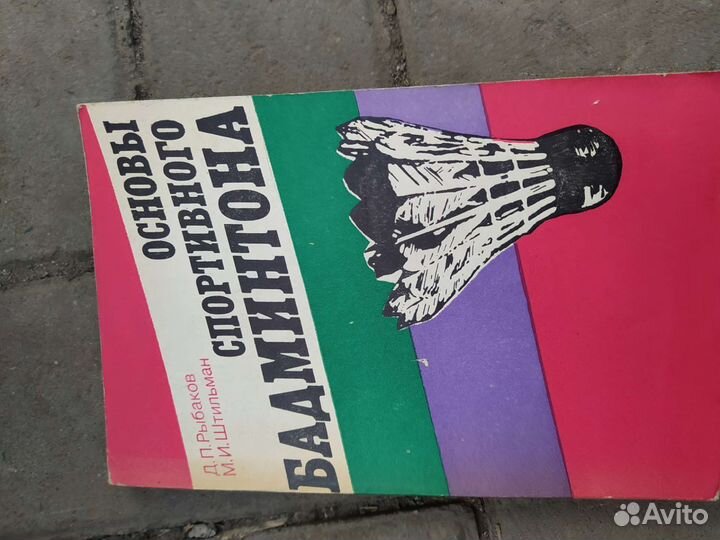 Д.П.Рыбаков
М.И.Штильман
ОСНОВЫ
СПОРТИВНОГО
БАДМИНТОНА
Avito